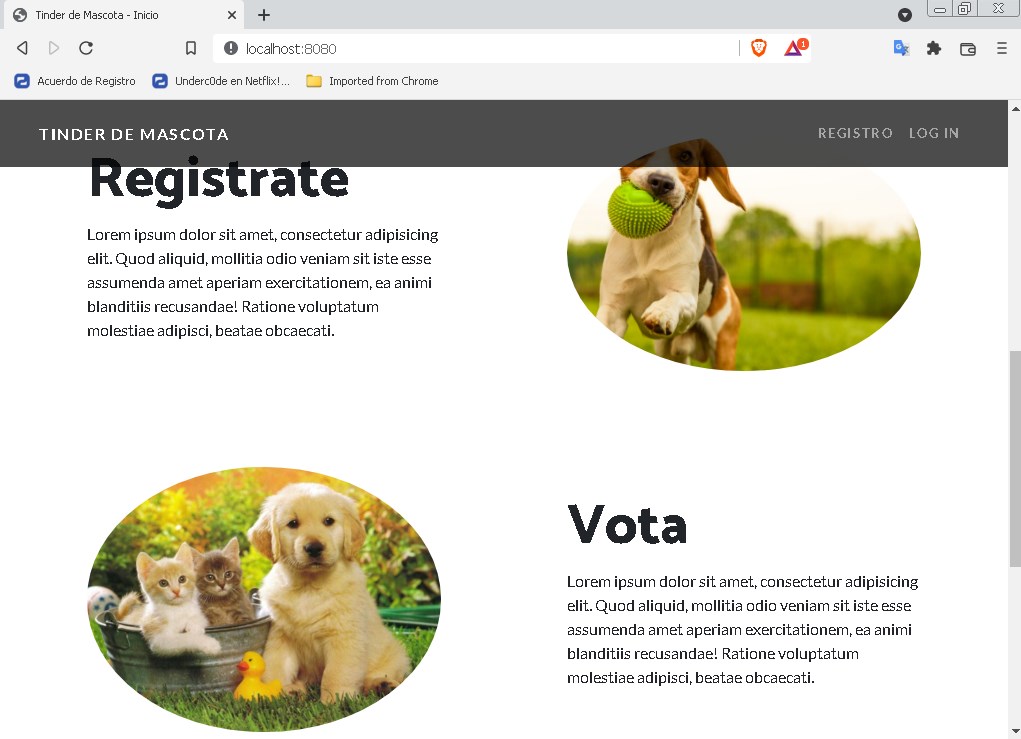 Tinder de Mascota - Inicio
localhost:8080
1
Acuerdo de Registro
Underc0de en Netflix!...
Imported from Chrome
TINDER DE MASCOTA
REGISTRO
LOG IN
Registrate
Lorem ipsum dolor sit amet, consectetur adipisicing
elit. Quod aliquid, mollitia odio veniam sit iste esse
assumenda amet aperiam exercitationem, ea animi
blanditiis recusandae! Ratione voluptatum
molestiae adipisci, beatae obcaecati.
Vota
Lorem ipsum dolor sit amet, consectetur adipisicing
elit. Quod aliquid, mollitia odio veniam sit iste esse
assumenda amet aperiam exercitationem, ea animi
blanditiis recusandae! Ratione voluptatum
molestiae adipisci, beatae obcaecati.